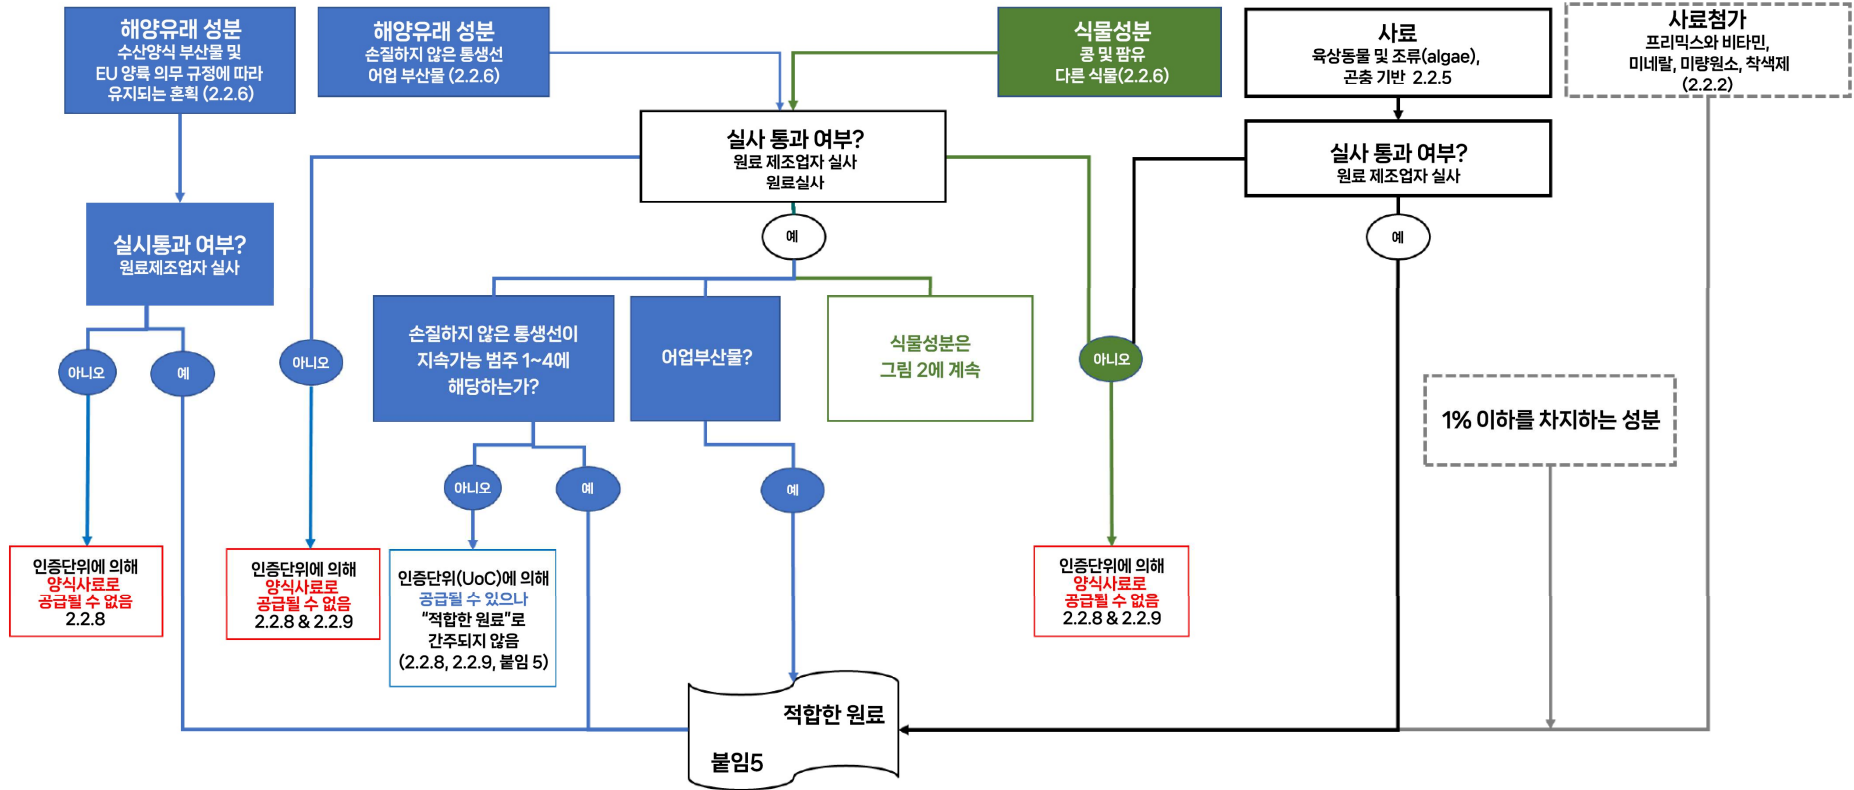 해양유래 성분
수산양식 부산물 및
EU 양륙 의무 규정에 따라
유지되는 혼획 (2.2.6)
해양유래 성분
손질하지 않은 통생선
어업 부산물 (2.2.6)
식물성분
콩 및 팜유
다른 식물(2.2.6)
사료
육상동물 및 조류(algae),
곤충 기반 2.2.5
사료첨가
프리믹스와 비타민,
미네랄, 미량원소, 착색제
(2.2.2)
실사 통과 여부?
원료 제조업자 실사
원료실사
실사 통과 여부?
원료 제조업자 실사
실시통과 여부?
원료제조업자 실사
예
예
손질하지 않은 통생선이
지속가능 범주 1~4에
해당하는가?
어업부산물?
식물성분은
그림 2에 계속
아니오
예
아니오
아니오
1% 이하를 차지하는 성분
아니오
예
예
인증단위에 의해
양식사료로
공급될 수 없음
2.2.8
인증단위에 의해
양식사료로
공급될 수 없음
2.2.8 & 2.2.9
인증단위(UoC)에 의해
공급될 수 있으나
“적합한 원료”로
간주되지 않음
(2.2.8, 2.2.9, 붙임 5)
인증단위에 의해
양식사료로
공급될 수 없음
2.2.8 & 2.2.9
적합한 원료
붙임5